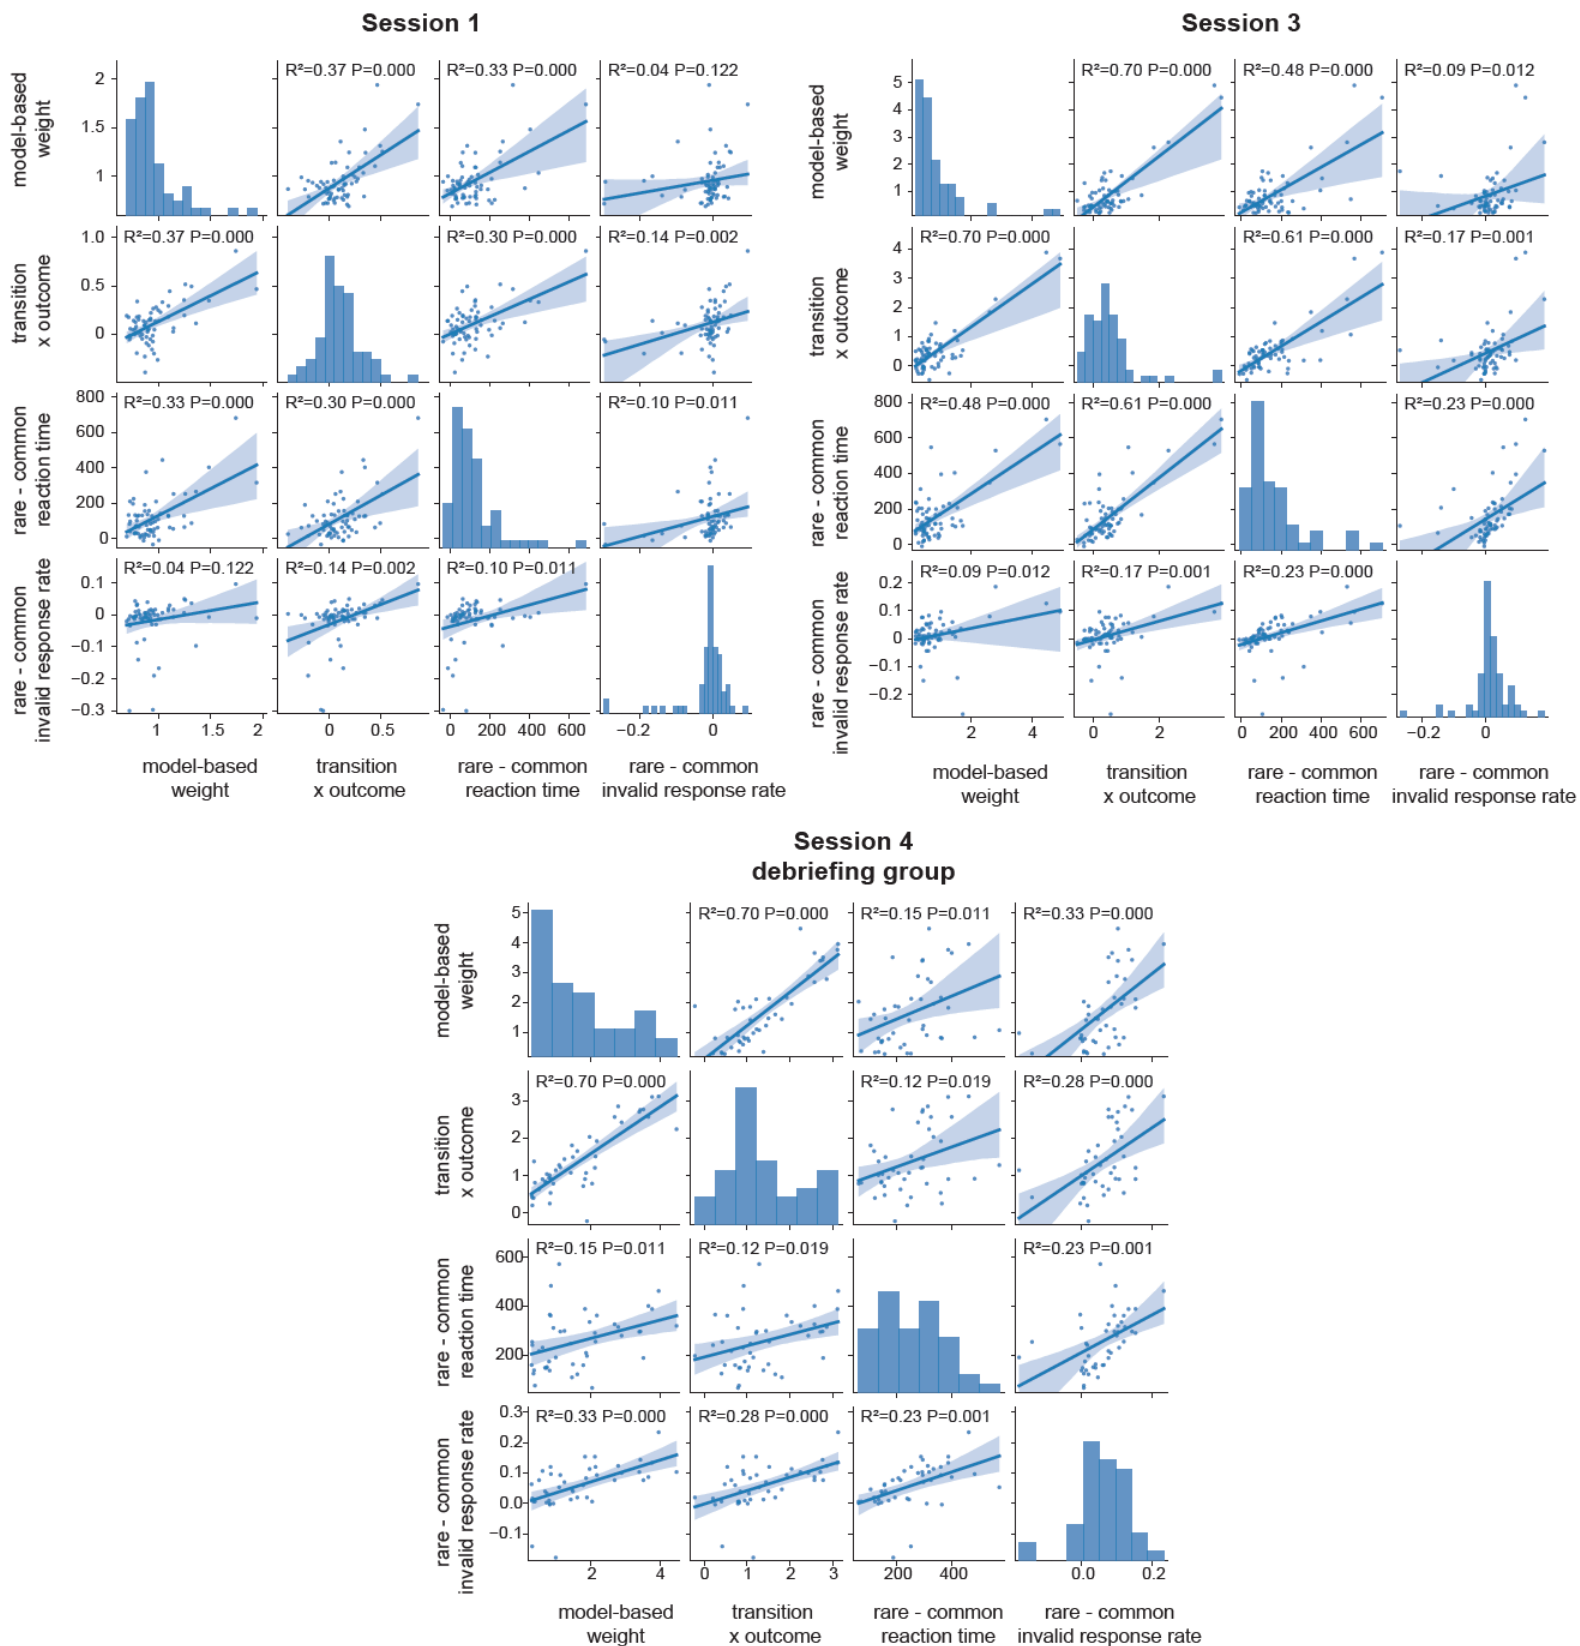 Session 1
model-based
weight
2
1.5
1
R²=0.37 P=0.000
R²=0.33 P=0.000
R²=0.04 P=0.122
transition
x outcome
1.0
0.5
0
R²=0.37 P=0.000
R²=0.30 P=0.000
R²=0.14 P=0.002
rare - common
reaction time
800
600
400
200
0
R²=0.33 P=0.000
R²=0.30 P=0.000
R²=0.10 P=0.011
rare - common
invalid response rate
0.1
0
−0.1
−0.2
−0.3
R²=0.04 P=0.122
R²=0.14 P=0.002
R²=0.10 P=0.011
1 1.5 2
0 0.5
0 200 400 600
−0.2 0
model-based
weight
transition
x outcome
rare - common
reaction time
rare - common
invalid response rate
Session 3
model-based
weight
5
4
3
2
1
R²=0.70 P=0.000
R²=0.48 P=0.000
R²=0.09 P=0.012
transition
x outcome
4
3
2
1
0
R²=0.70 P=0.000
R²=0.61 P=0.000
R²=0.17 P=0.001
rare - common
reaction time
800
600
400
200
0
R²=0.48 P=0.000
R²=0.61 P=0.000
R²=0.23 P=0.000
rare - common
invalid response rate
0.2
0.1
0
−0.1
−0.2
R²=0.09 P=0.012
R²=0.17 P=0.001
R²=0.23 P=0.000
2 4
0 2
0 200 400 600
−0.2 0
model-based
weight
transition
x outcome
rare - common
reaction time
rare - common
invalid response rate
Session 4
debriefing group
model-based
weight
5
4
3
2
1
R²=0.70 P=0.000
R²=0.15 P=0.011
R²=0.33 P=0.000
transition
x outcome
3
2
1
0
R²=0.70 P=0.000
R²=0.12 P=0.019
R²=0.28 P=0.000
rare - common
reaction time
600
400
200
R²=0.15 P=0.011
R²=0.12 P=0.019
R²=0.23 P=0.001
rare - common
invalid response rate
0.3
0.2
0.1
0.0
−0.1
R²=0.33 P=0.000
R²=0.28 P=0.000
R²=0.23 P=0.001
2 4
0 1 2 3
200 400
0.0 0.2
model-based
weight
transition
x outcome
rare - common
reaction time
rare - common
invalid response rate